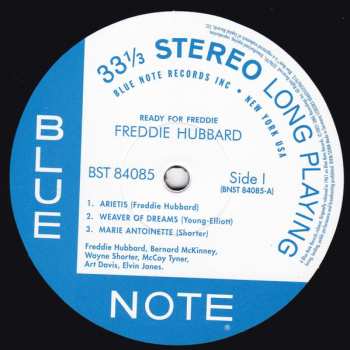 33⅓ STEREO LONG PLAYING
BLUE NOTE RECORDS INC • NEW YORK USA
READY FOR FREDDIE
FREDDIE HUBBARD
BST 84085
Side I
(BNST 84085-A)
1. ARIETIS (Freddie Hubbard)
2. WEAVER OF DREAMS (Young-Elliott)
3. MARIE ANTOINETTE (Shorter)
Freddie Hubbard, Bernard McKinney,
Wayne Shorter, McCoy Tyner,
Art Davis, Elvin Jones.
BLUE
NOTE
®